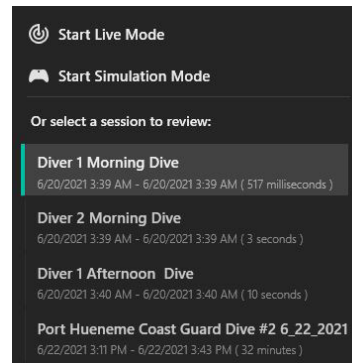 Start Live Mode
Start Simulation Mode
Or select a session to review:
Diver 1 Morning Dive
6/20/2021 3:39 AM - 6/20/2021 3:39 AM ( 517 milliseconds )
Diver 2 Morning Dive
6/20/2021 3:39 AM - 6/20/2021 3:39 AM ( 3 seconds )
Diver 1 Afternoon  Dive
6/20/2021 3:40 AM - 6/20/2021 3:40 AM ( 10 seconds )
Port Hueneme Coast Guard Dive #2 6_22_2021
6/22/2021 3:11 PM - 6/22/2021 3:43 PM ( 32 minutes )